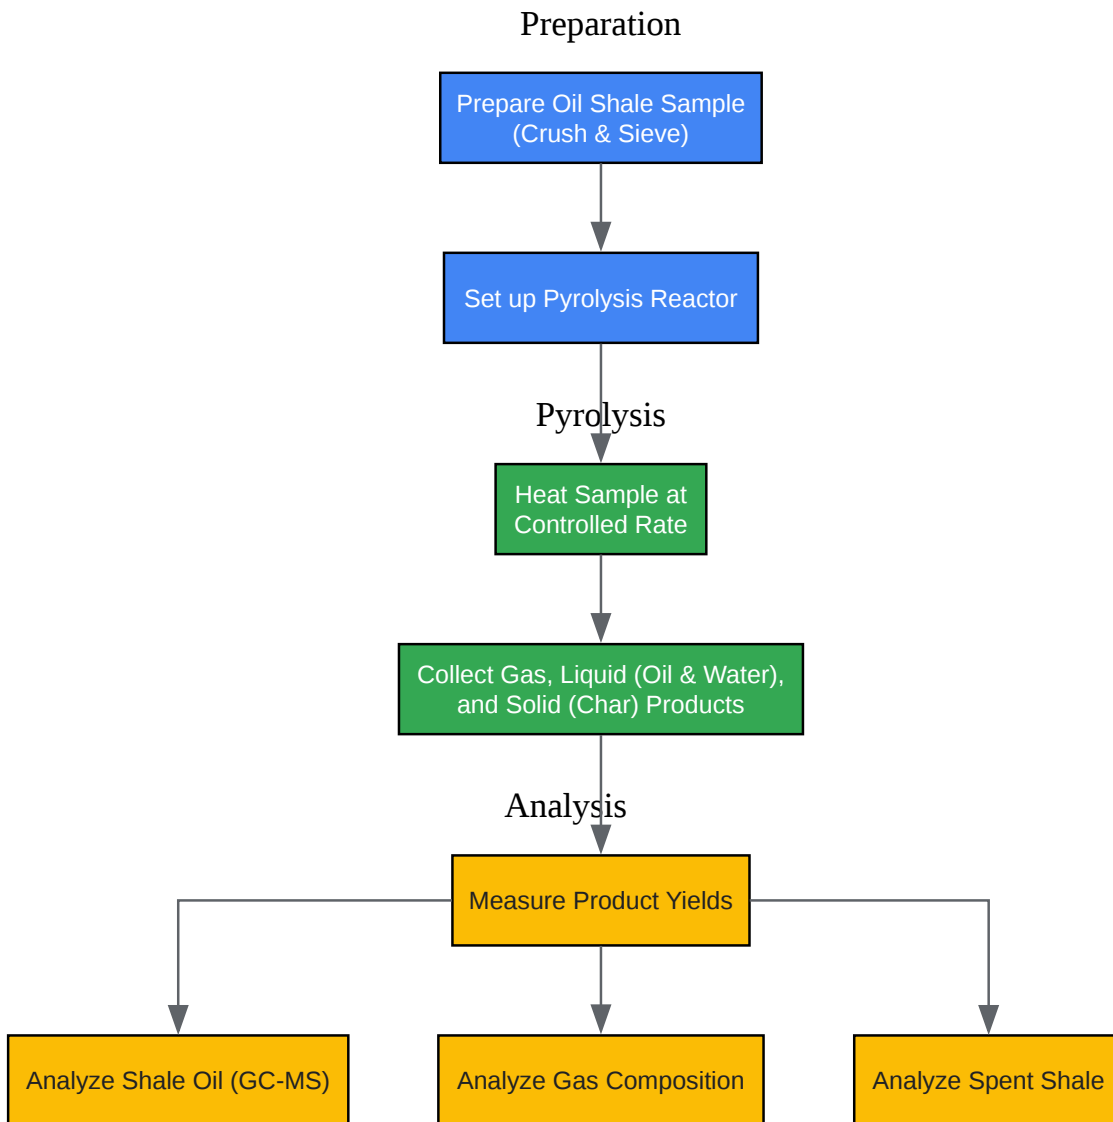 Preparation
Prepare Oil Shale Sample
(Crush & Sieve)
Set up Pyrolysis Reactor
Pyrolysis
Heat Sample at
Controlled Rate
Collect Gas, Liquid (Oil & Water),
and Solid (Char) Products
Analysis
Measure Product Yields
Analyze Shale Oil (GC-MS)
Analyze Gas Composition
Analyze Spent Shale